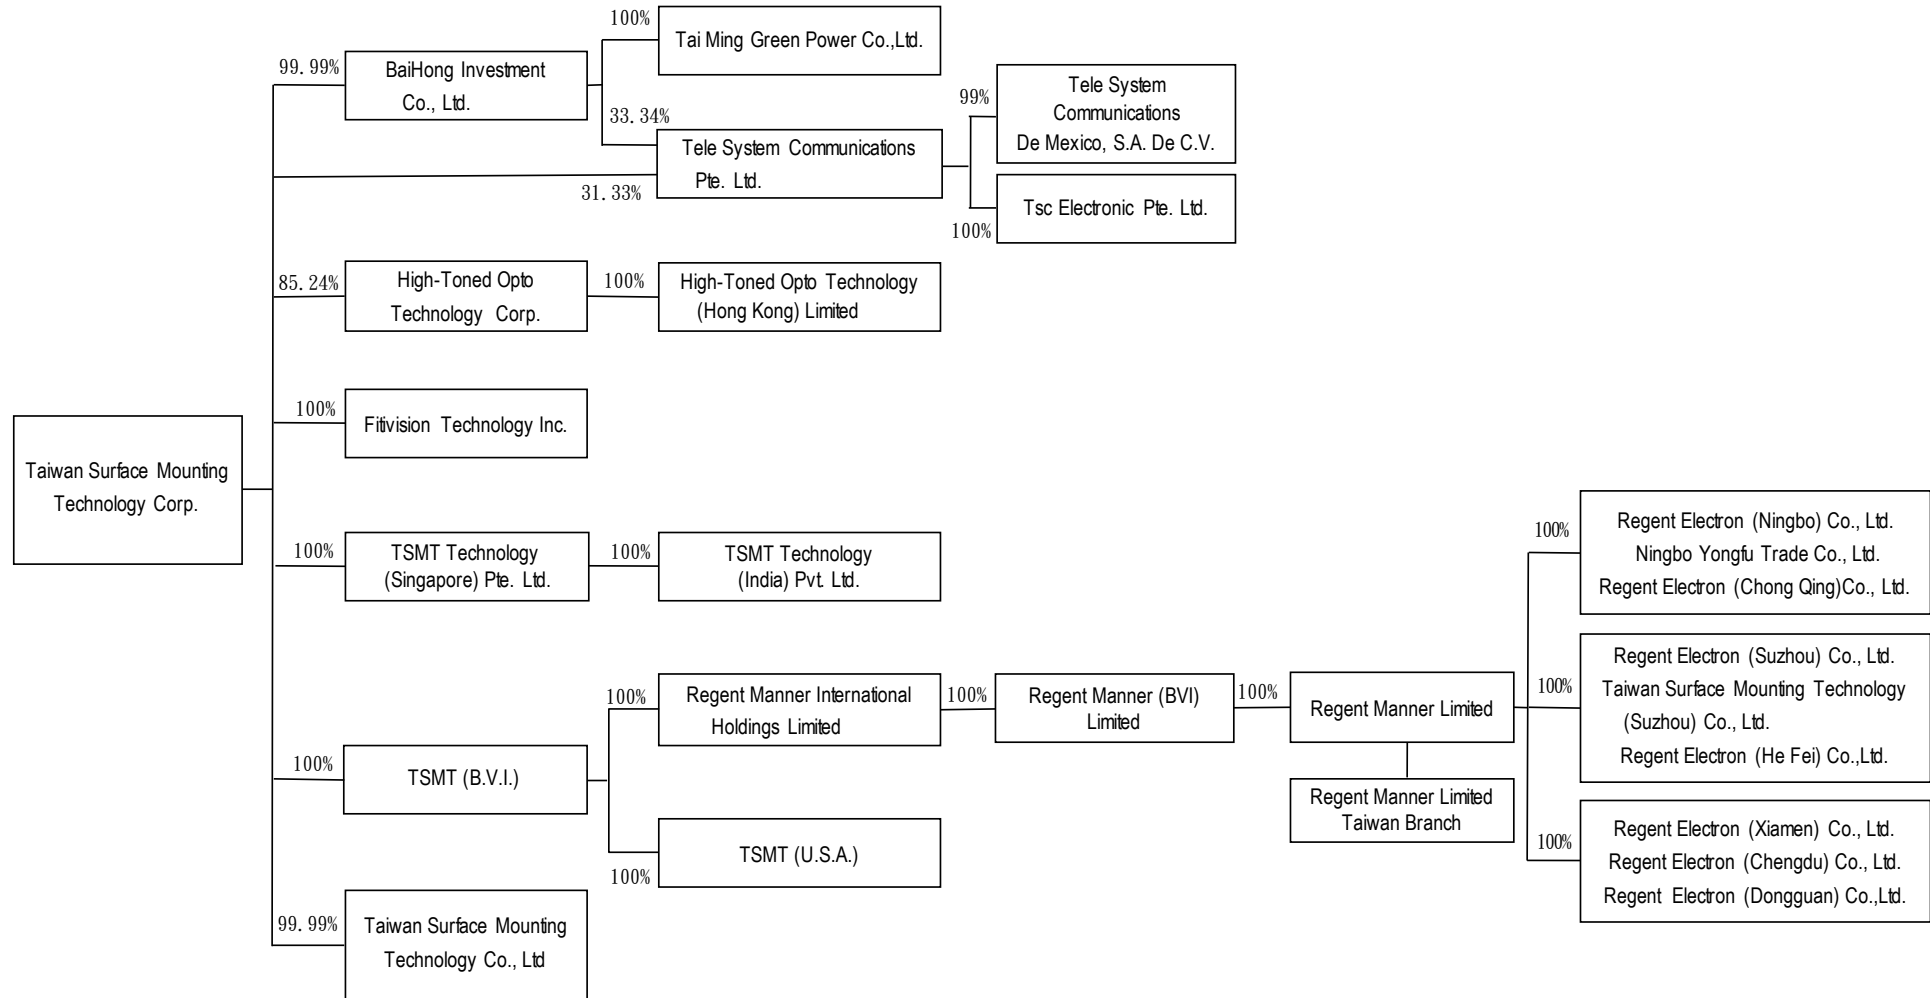 100%
Tai Ming Green Power Co.,Ltd.
99.99%
BaiHong Investment
Co., Ltd.
33.34%
Tele System Communications
Pte. Ltd.
31.33%
99%
Tele System
Communications
De Mexico, S.A. De C.V.
Tsc Electronic Pte. Ltd.
100%
85.24%
High-Toned Opto
Technology Corp.
100%
High-Toned Opto Technology
(Hong Kong) Limited
100%
Fitivision Technology Inc.
Taiwan Surface Mounting
Technology Corp.
100%
TSMT Technology
(Singapore) Pte. Ltd.
100%
TSMT Technology
(India) Pvt. Ltd.
100%
TSMT (B.V.I.)
100%
Regent Manner International
Holdings Limited
100%
Regent Manner (BVI)
Limited
100%
Regent Manner Limited
Regent Manner Limited
Taiwan Branch
100%
Regent Electron (Ningbo) Co., Ltd.
Ningbo Yongfu Trade Co., Ltd.
Regent Electron (Chong Qing)Co., Ltd.
100%
Regent Electron (Suzhou) Co., Ltd.
Taiwan Surface Mounting Technology
(Suzhou) Co., Ltd.
Regent Electron (He Fei) Co.,Ltd.
100%
Regent Electron (Xiamen) Co., Ltd.
Regent Electron (Chengdu) Co., Ltd.
Regent Electron (Dongguan) Co.,Ltd.
TSMT (U.S.A.)
100%
99.99%
Taiwan Surface Mounting
Technology Co., Ltd